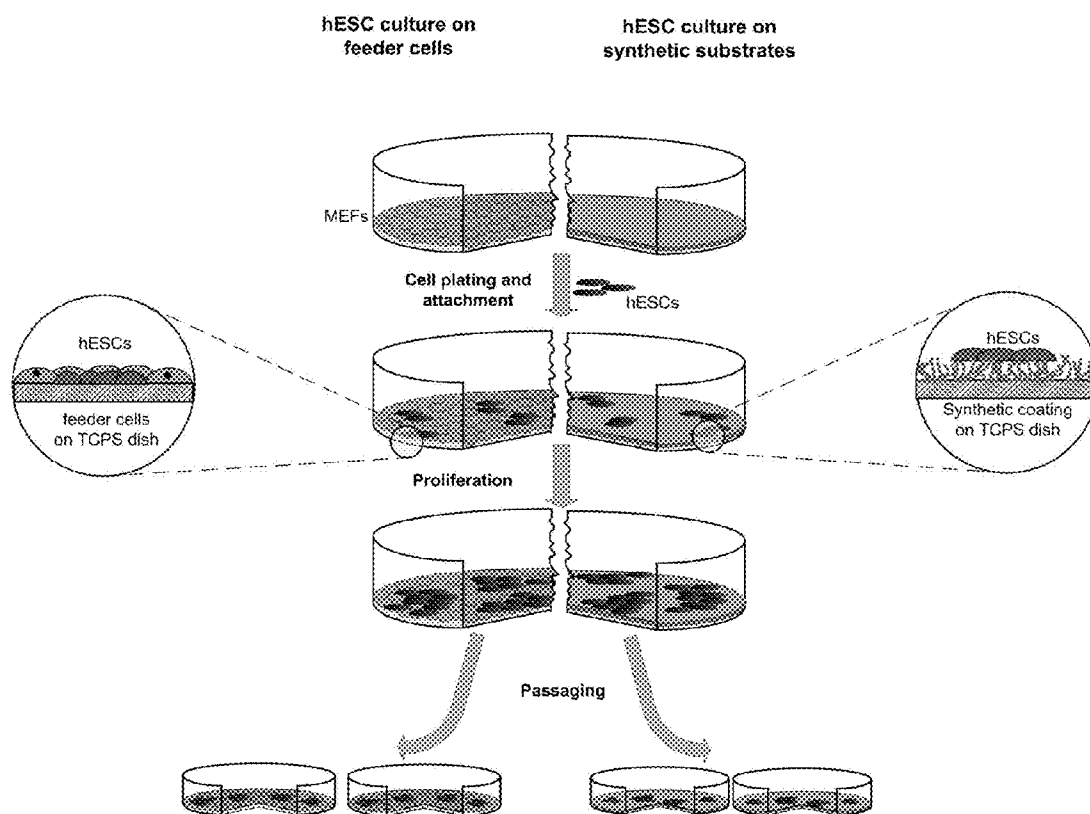 hESC culture on
feeder cells
hESC culture on
synthetic substrates
MEFs
Cell plating and
attachment
hESCs
hESCs
feeder cells
on TCPS dish
hESCs
Synthetic coating
on TCPS dish
Proliferation
Passaging